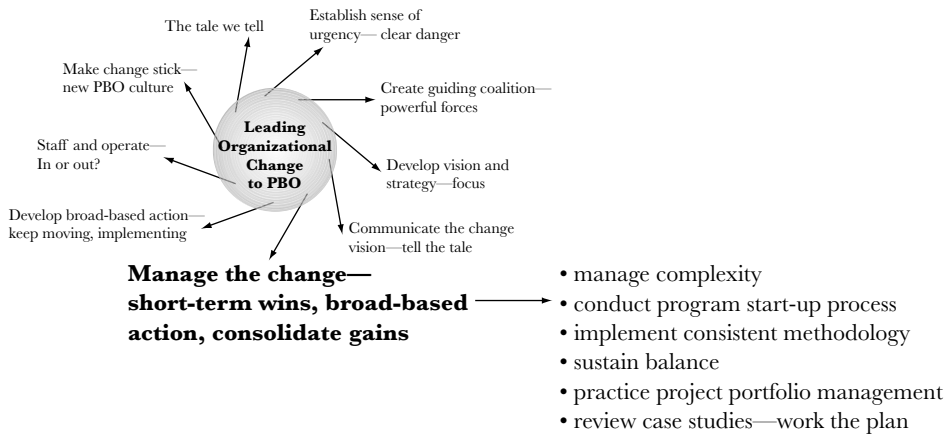 The tale we tell
Establish sense of
urgency— clear danger
Make change stick—
new PBO culture
Create guiding coalition—
powerful forces
Leading
Organizational
Change
to PBO
Staff and operate—
In or out?
Develop vision and
strategy—focus
Develop broad-based action—
keep moving, implementing
Communicate the change
vision—tell the tale
Manage the change—
short-term wins, broad-based
action, consolidate gains
• manage complexity
• conduct program start-up process
• implement consistent methodology
• sustain balance
• practice project portfolio management
• review case studies—work the plan